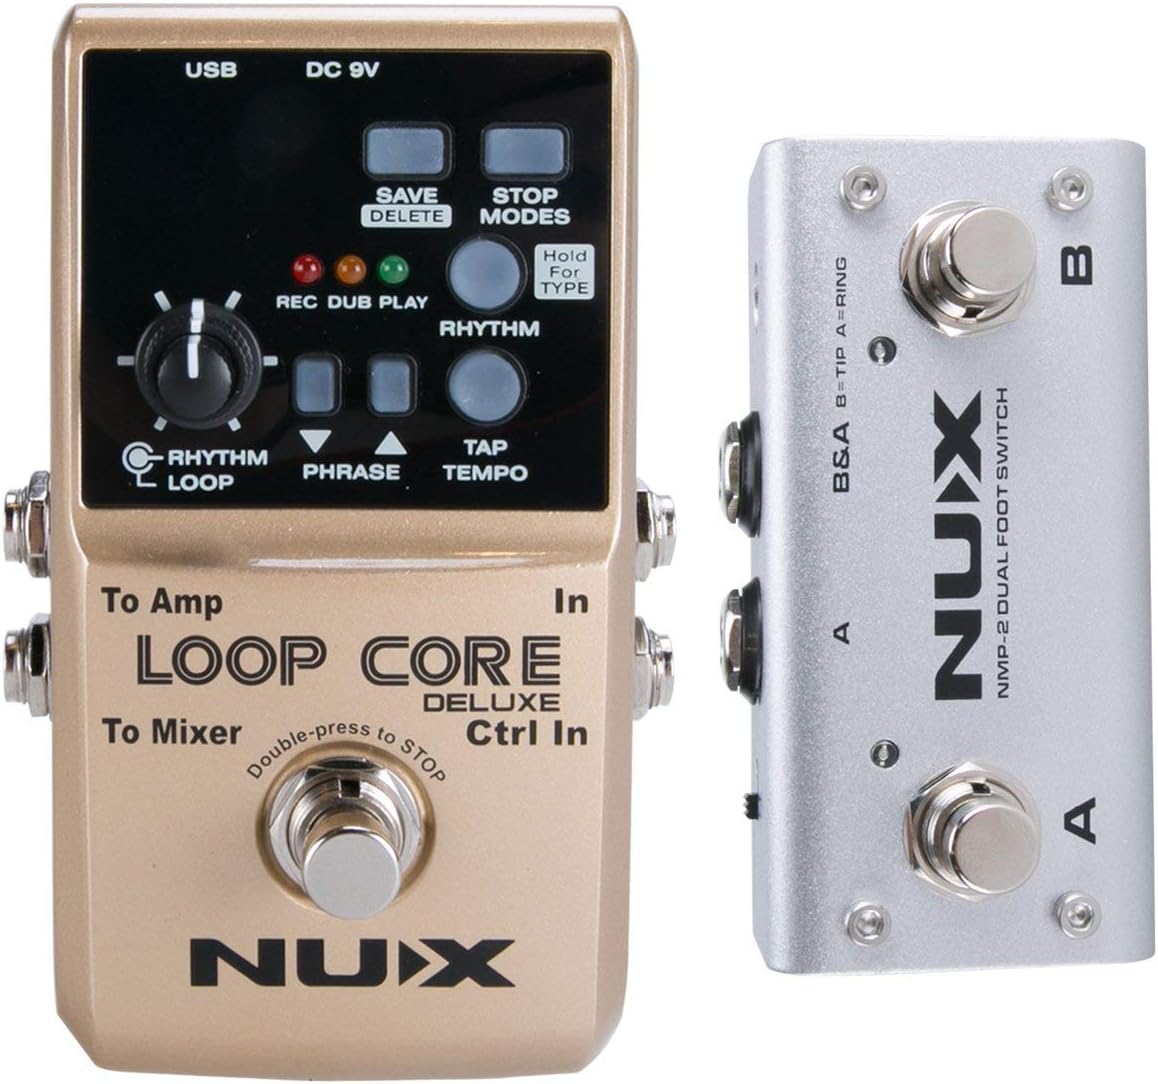 USB
DC 9V
SAVE
DELETE
STOP
MODES
REC DUB PLAY
Hold
For
TYPE
RHYTHM
RHYTHM
LOOP
PHRASE
TAP
TEMPO
To Amp
In
LOOP CORE
DELUXE
To Mixer
Ctrl In
Double-press to STOP
NUX
B
B&A B=TIP A=RING
A
NUX
NMP-2 DUAL FOOT SWITCH
A